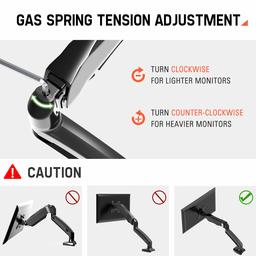 GAS SPRING TENSION ADJUSTMENT
TURN CLOCKWISE
FOR LIGHTER MONITORS
TURN COUNTER-CLOCKWISE
FOR HEAVIER MONITORS
CAUTION